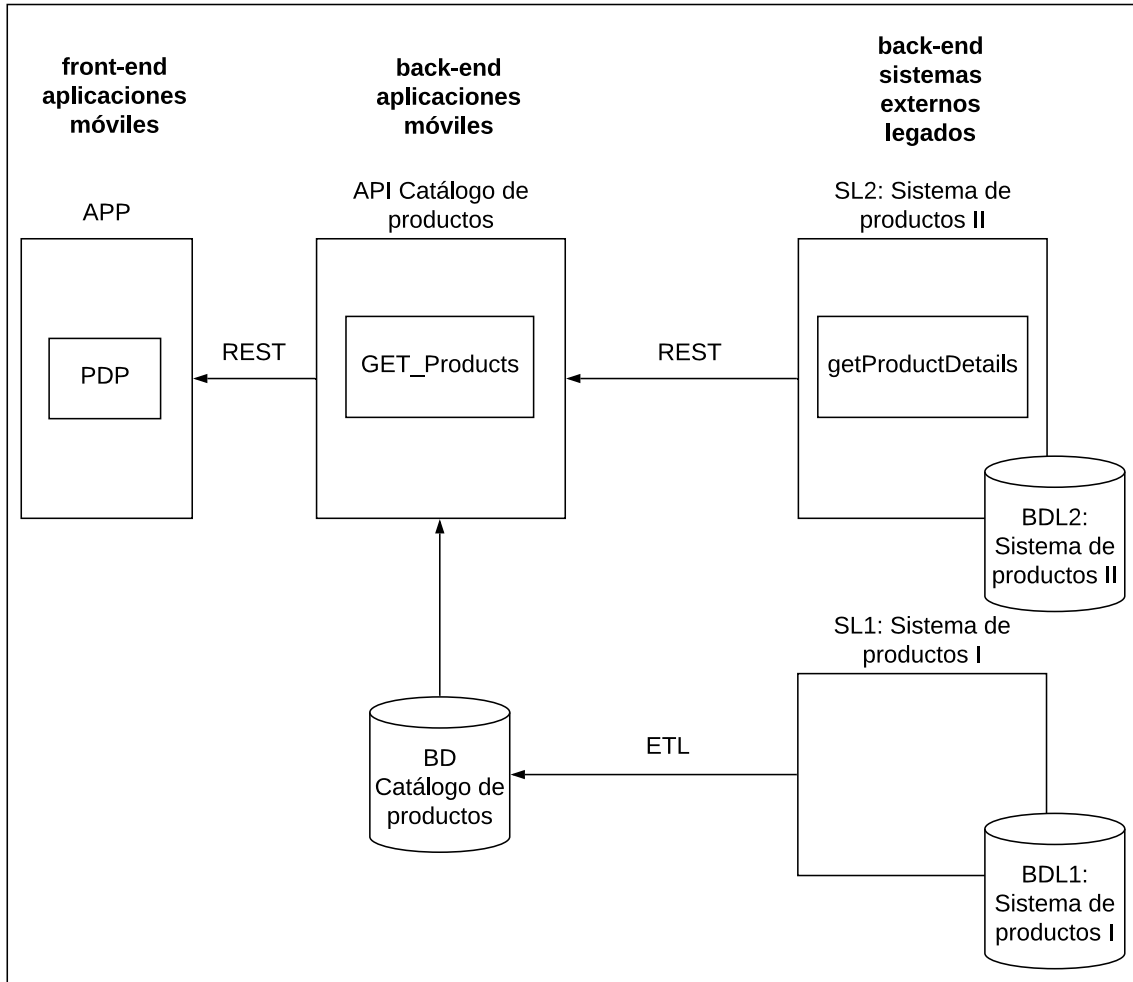 front-end
aplicaciones
móviles
back-end
aplicaciones
móviles
back-end
sistemas
externos
legados
APP
API Catálogo de
productos
SL2: Sistema de
productos II
PDP
REST
GET_Products
REST
getProductDetails
BDL2:
Sistema de
productos II
SL1: Sistema de
productos I
BD
Catálogo de
productos
ETL
BDL1:
Sistema de
productos I